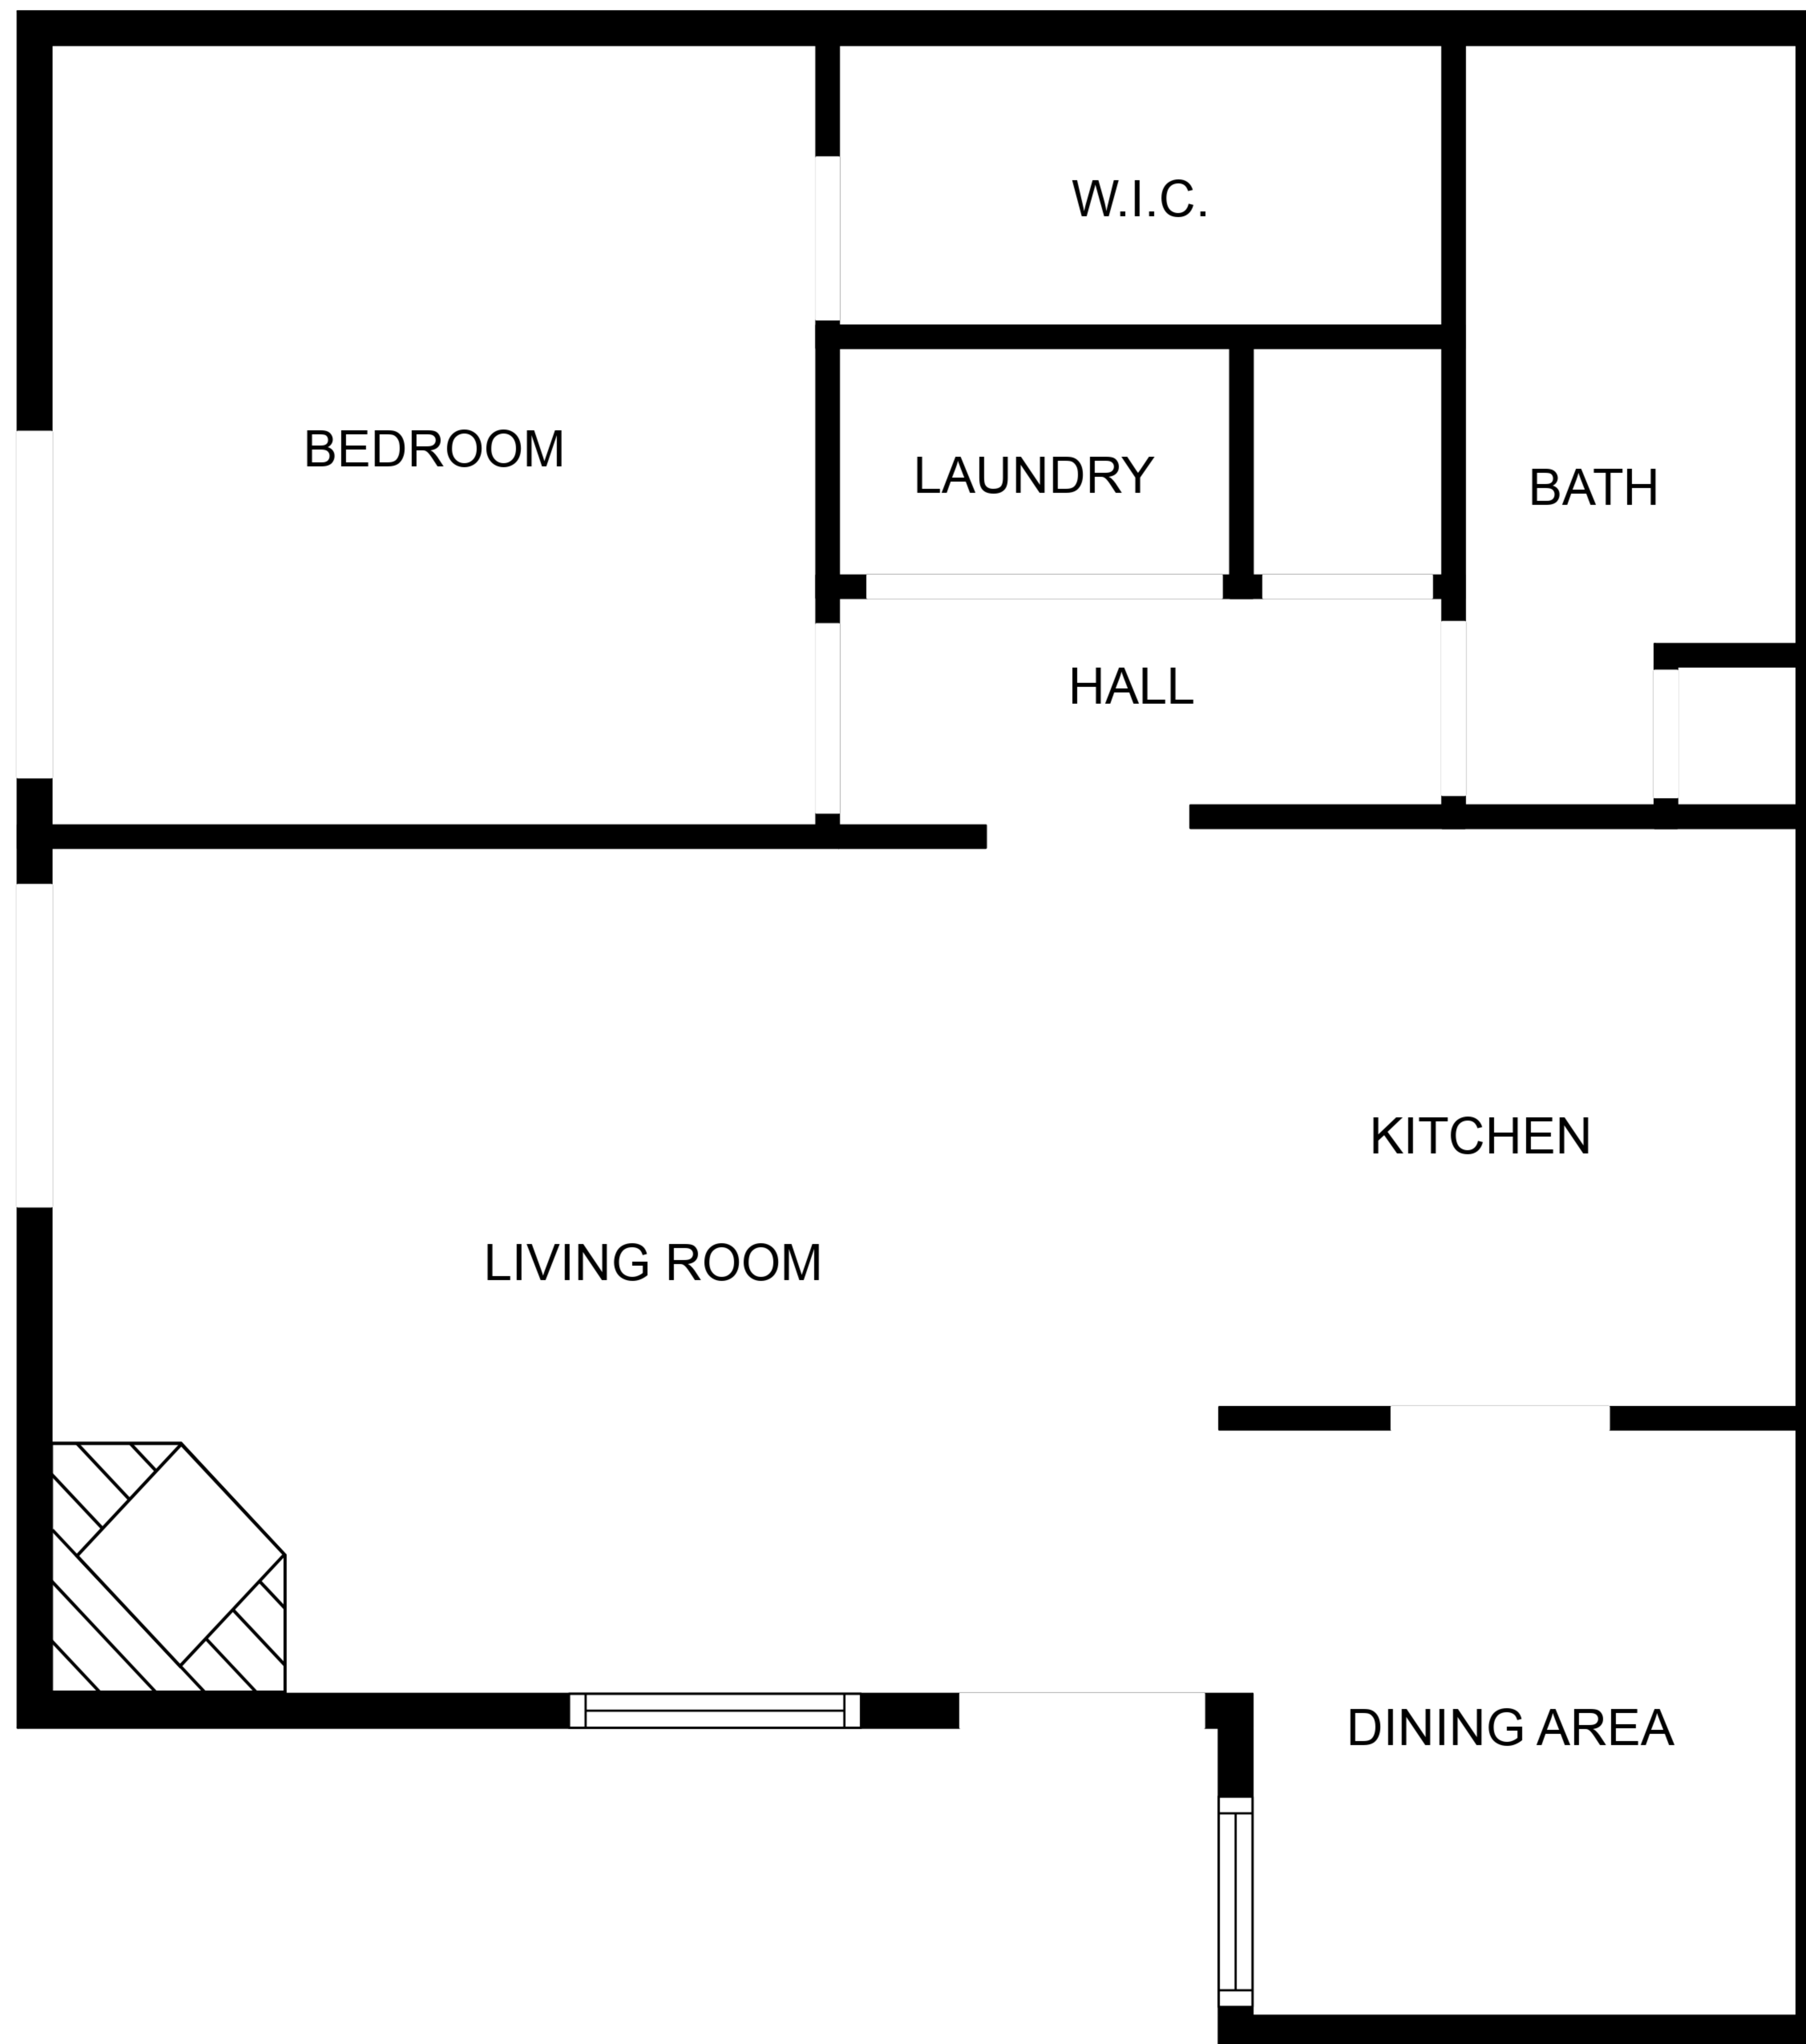 W.I.C.
BEDROOM
LAUNDRY
BATH
HALL
KITCHEN
LIVING ROOM
DINING AREA